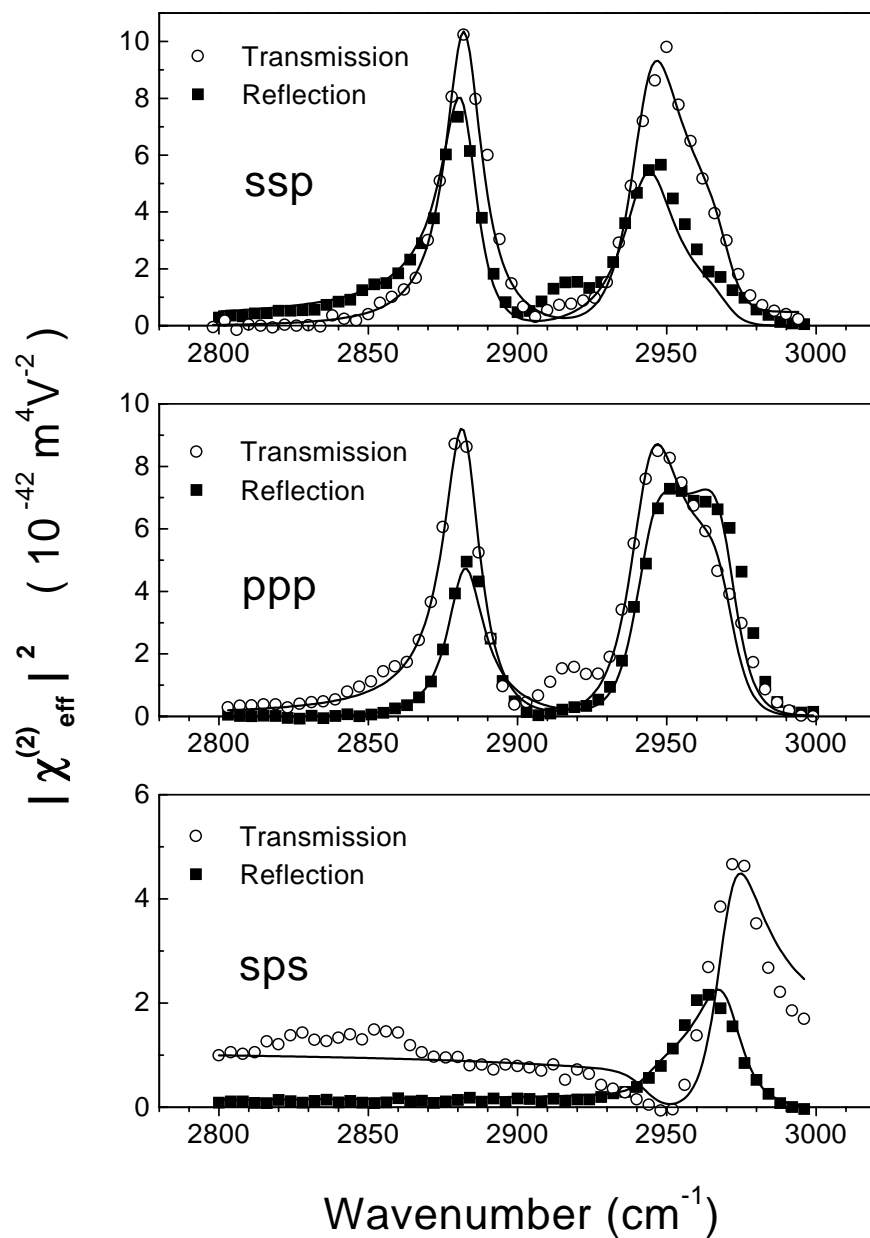 | χ(2)eff | 2 ( 10-42 m4V-2 )
10
8
6
4
2
0
Transmission
Reflection
ssp
2800 2850 2900 2950 3000
10
8
6
4
2
0
Transmission
Reflection
ppp
2800 2850 2900 2950 3000
6
4
2
0
Transmission
Reflection
sps
2800 2850 2900 2950 3000
Wavenumber (cm-1)